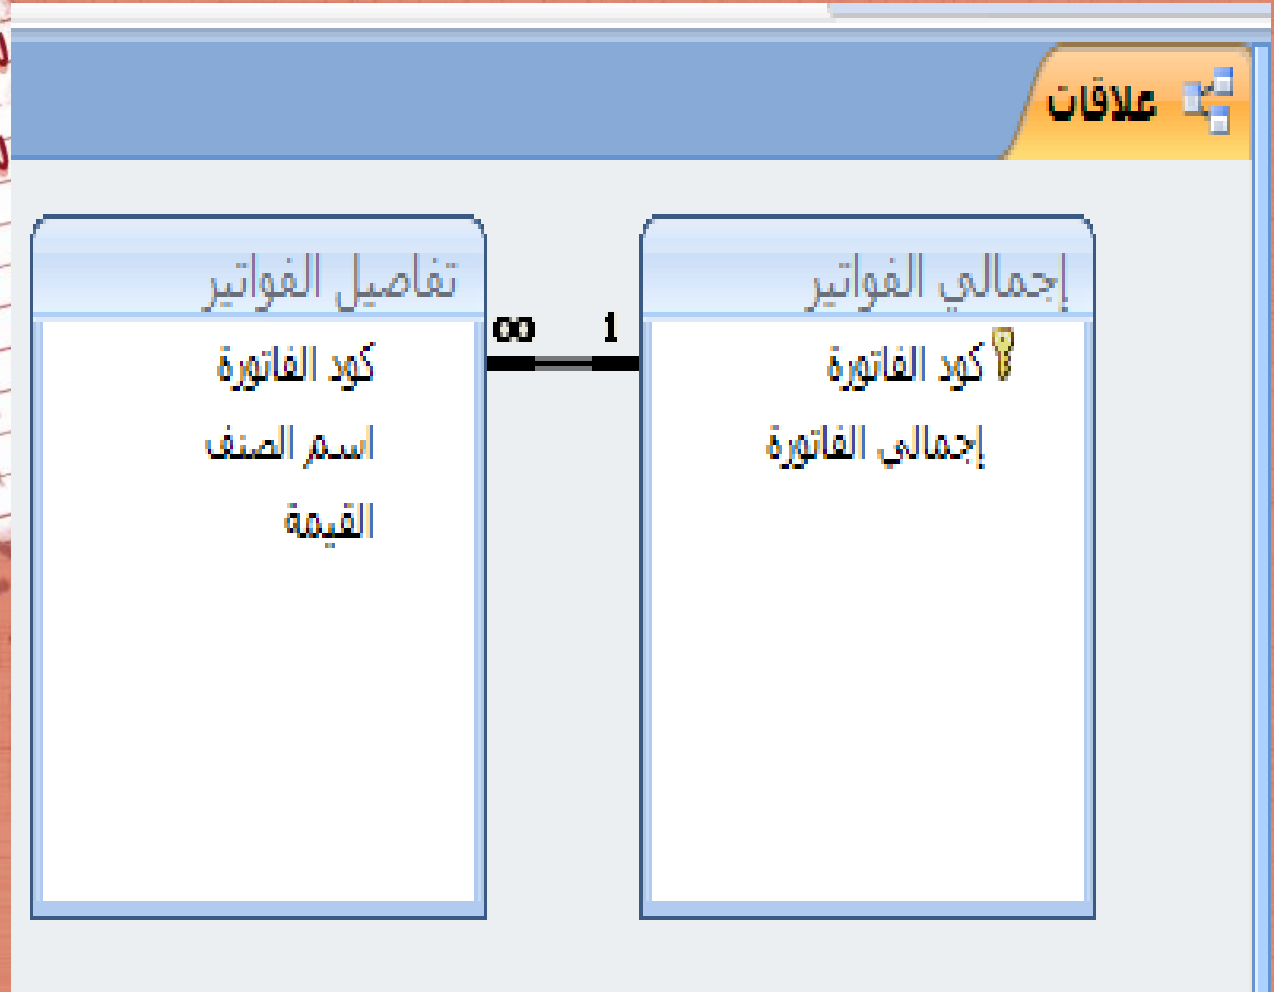 علاقات
إجمالي الفواتير
كود الفاتورة
إجمالي الفاتورة
1 ∞
تفاصيل الفواتير
كود الفاتورة
اسم الصنف
القيمة